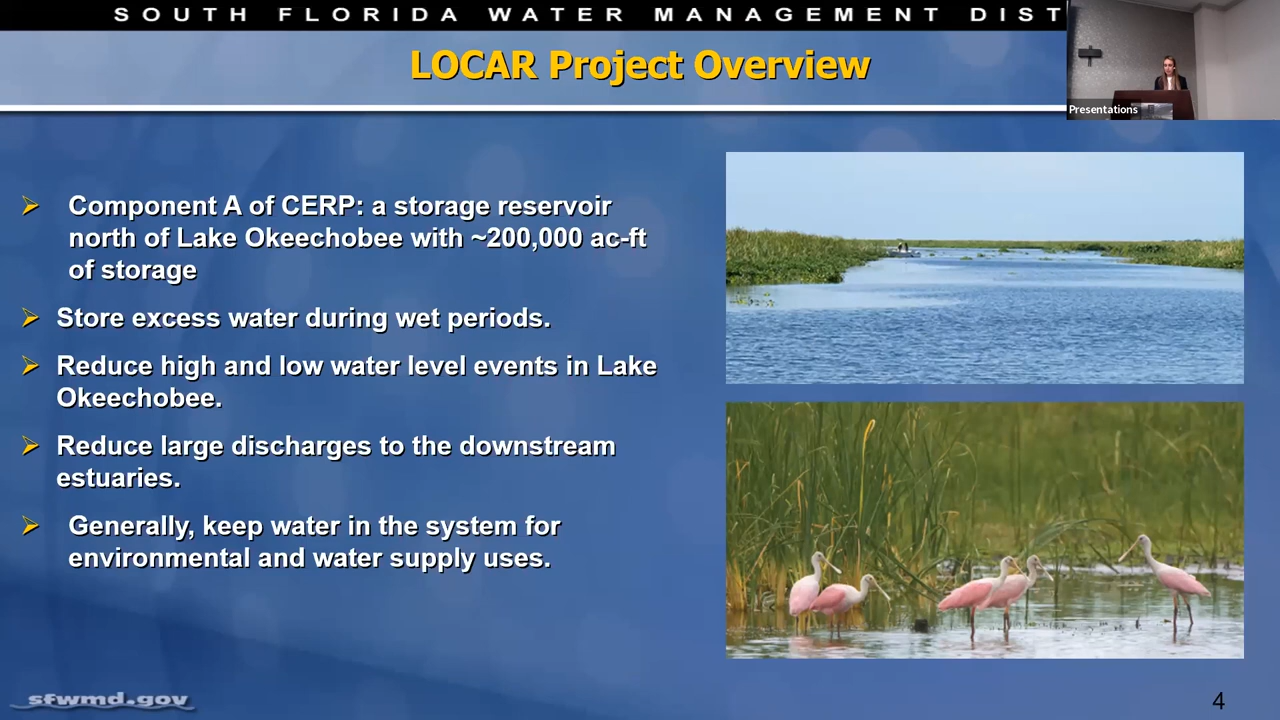 SOUTH FLORIDA WATER MANAGEMENT DIST
LOCAR Project Overview
Presentations
Component A of CERP: a storage reservoir
north of Lake Okeechobee with ~200,000 ac-ft
of storage
Store excess water during wet periods.
Reduce high and low water level events in Lake
Okeechobee.
Reduce large discharges to the downstream
estuaries.
Generally, keep water in the system for
environmental and water supply uses.
sfwmd.gov
4